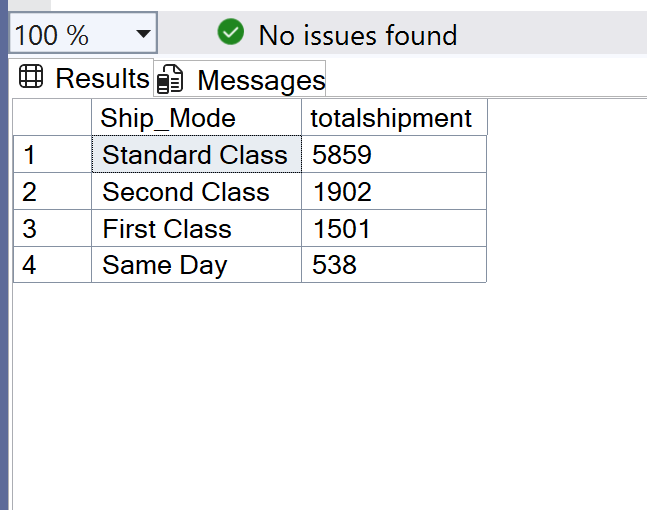 100 % No issues found
Results Messages
Ship_Mode totalshipment
1 Standard Class 5859
2 Second Class 1902
3 First Class 1501
4 Same Day 538